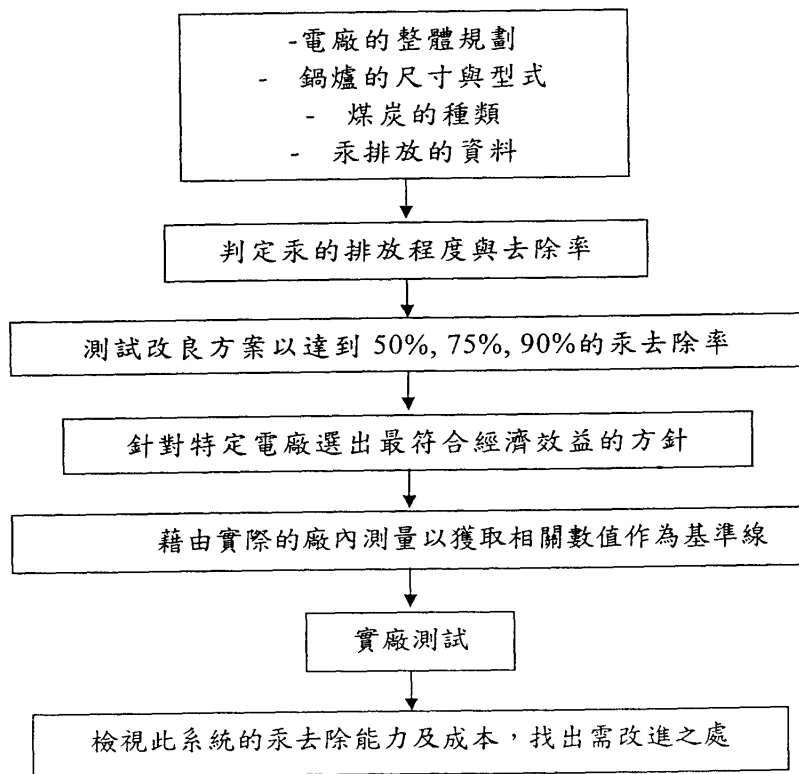 -電廠的整體規劃
- 鍋爐的尺寸與型式
- 煤炭的種類
- 汞排放的資料
判定汞的排放程度與去除率
測試改良方案以達到 50%, 75%, 90%的汞去除率
針對特定電廠選出最符合經濟效益的方針
藉由實際的廠內測量以獲取相關數值作為基準線
實廠測試
檢視此系統的汞去除能力及成本，找出需改進之處